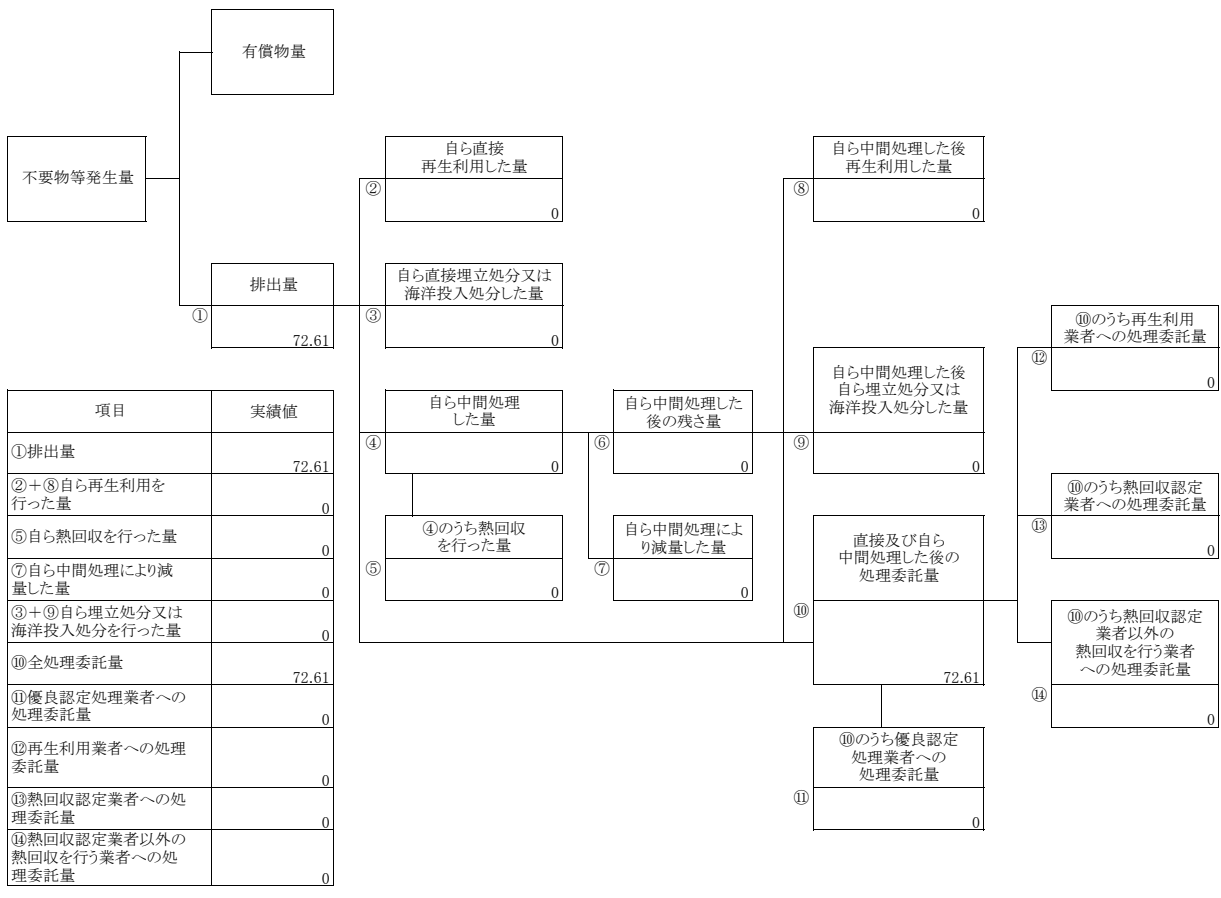 有償物量
不要物等発生量
自ら直接
再生利用した量
②
0
自ら中間処理した後
再生利用した量
⑧
0
排出量
①
72.61
自ら直接埋立処分又は
海洋投入処分した量
③
0
⑩のうち再生利用
業者への処理委託量
⑫
0
自ら中間処理した後
自ら埋立処分又は
海洋投入処分した量
⑨
0
自ら中間処理
した量
④
0
自ら中間処理した
後の残さ量
⑥
0
⑩のうち熱回収認定
業者への処理委託量
⑬
0
④のうち熱回収
を行った量
⑤
0
自ら中間処理によ
り減量した量
⑦
0
直接及び自ら
中間処理した後の
処理委託量
⑩
72.61
⑩のうち熱回収認定
業者以外の
熱回収を行う業者
への処理委託量
⑭
0
⑩のうち優良認定
処理業者への
処理委託量
⑪
0
項目 実績値
①排出量
72.61
②+⑧自ら再生利用を
行った量
0
⑤自ら熱回収を行った量
0
⑦自ら中間処理により減
量した量
0
③+⑨自ら埋立処分又は
海洋投入処分を行った量
0
⑩全処理委託量
72.61
⑪優良認定処理業者への
処理委託量
0
⑫再生利用業者への処理
委託量
0
⑬熱回収認定業者への処
理委託量
0
⑭熱回収認定業者以外の
熱回収を行う業者への処
理委託量
0